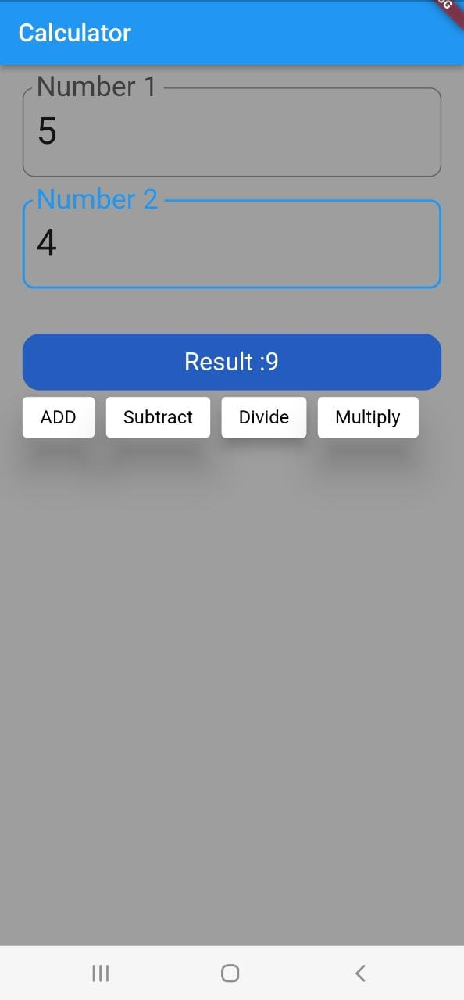 Calculator
Number 1
5
Number 2
4
Result :9
ADD Subtract Divide Multiply